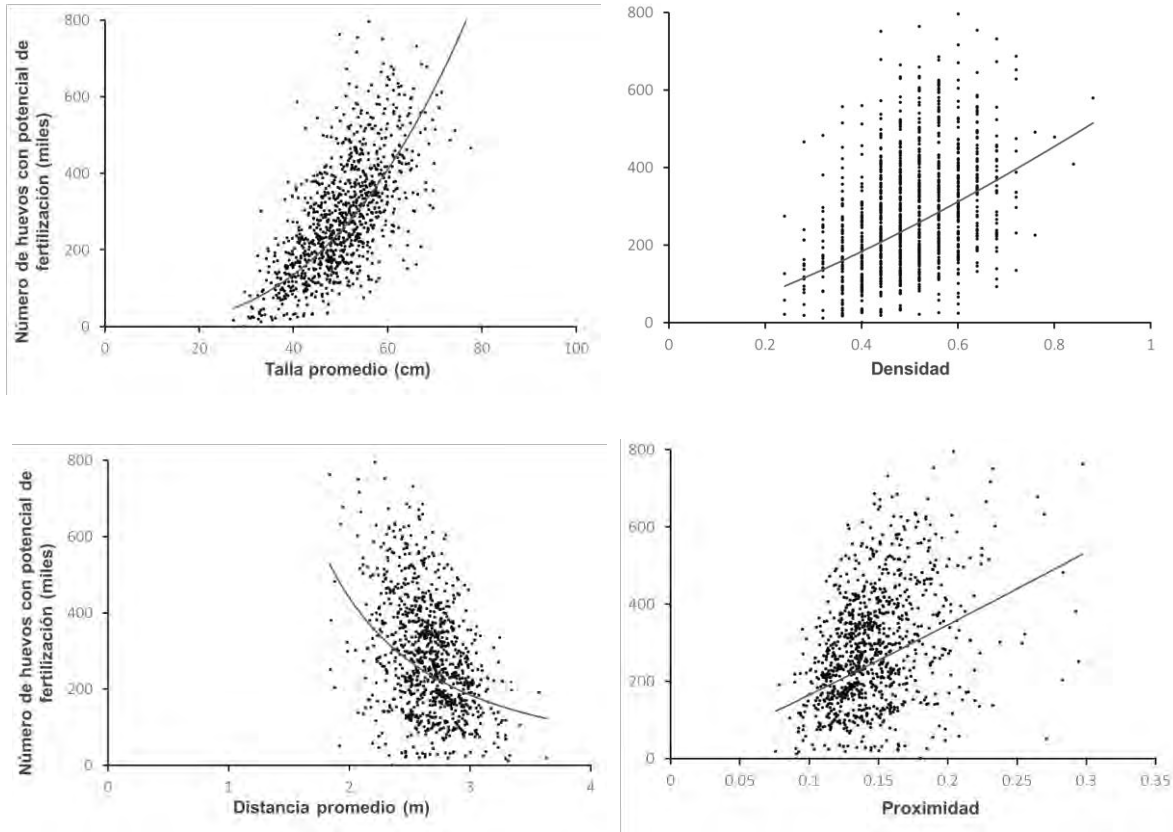 Número de huevos con potencial de
fertilización (miles)
800
600
400
200
0
0 20 40 60 80 100
Talla promedio (cm)
800
600
400
200
0
0 0.2 0.4 0.6 0.8 1
Densidad
Número de huevos con potencial de
fertilización (miles)
800
600
400
200
0
0 1 2 3 4
Distancia promedio (m)
800
600
400
200
0
0 0.05 0.1 0.15 0.2 0.25 0.3 0.35
Proximidad